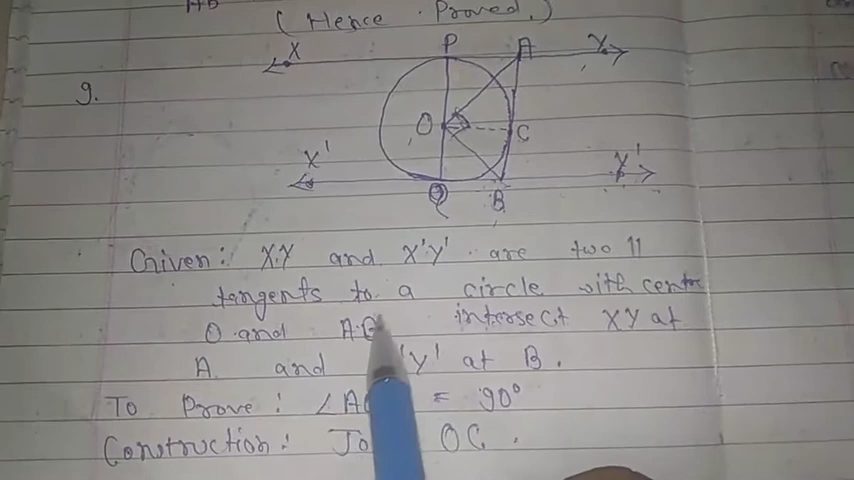 AB
(Hence Proved.)
9.
X P A Y
O C
X' Y'
Q B
Given: XY and X'Y' are two ||
tangents to a circle with centre
O and intersect XY at
A and 'Y' at B.
To Prove: = 90°
Construction: OC.